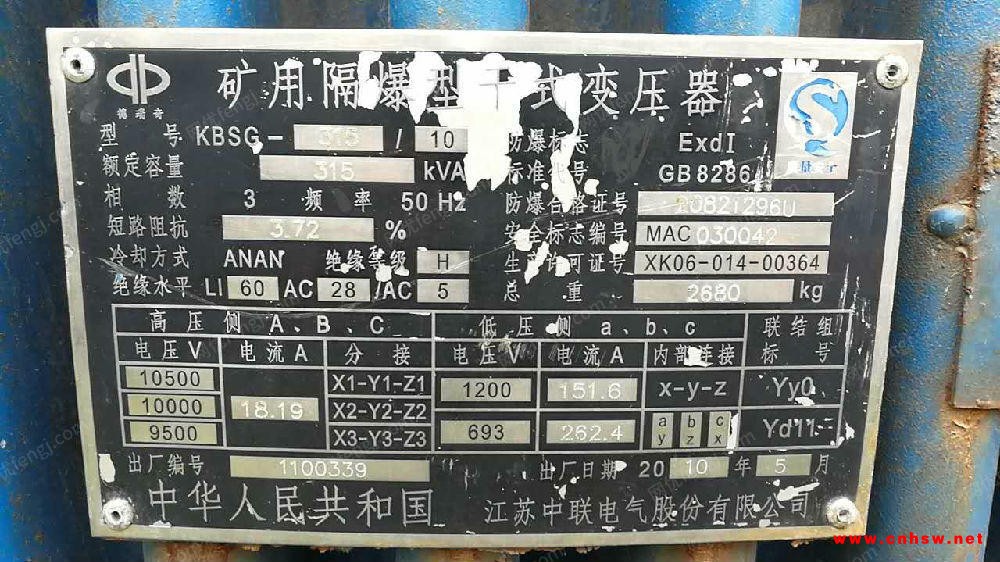 德瑞奇
矿用隔爆型干式变压器
型号 KBSG- 315 / 10 防爆标志 ExdI
额定容量 315 kVA 标准代号 GB8286
相数 3 频率 50 Hz 防爆合格证号 20821296U
短路阻抗 3.72 % 安全标志编号 MAC030042
冷却方式 ANAN 绝缘等级 H 生产许可证号 XK06-014-00364
绝缘水平 LI 60 AC 28 /AC 5 总重 2680 kg
高压侧 A、B、C 低压侧 a、b、c 联结组
电压V 电流A 分接 电压V 电流A 内部连接 标号
10500 X1-Y1-Z1 1200 151.6 x-y-z Yy0
10000 18.19 X2-Y2-Z2
9500 X3-Y3-Z3 693 262.4 a b c Yd11
y z x
出厂编号 1100339 出厂日期 20 10 年 5 月
中华人民共和国 江苏中联电气股份有限公司
www.cnhsw.net